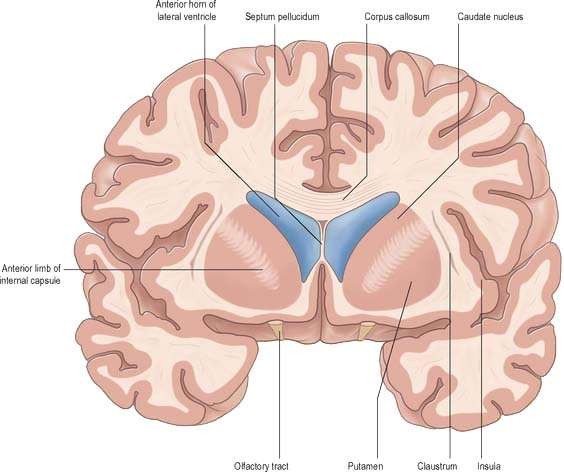 Anterior horn of
lateral ventricle
Septum pellucidum
Corpus callosum
Caudate nucleus
Anterior limb of
internal capsule
Olfactory tract
Putamen
Claustrum
Insula